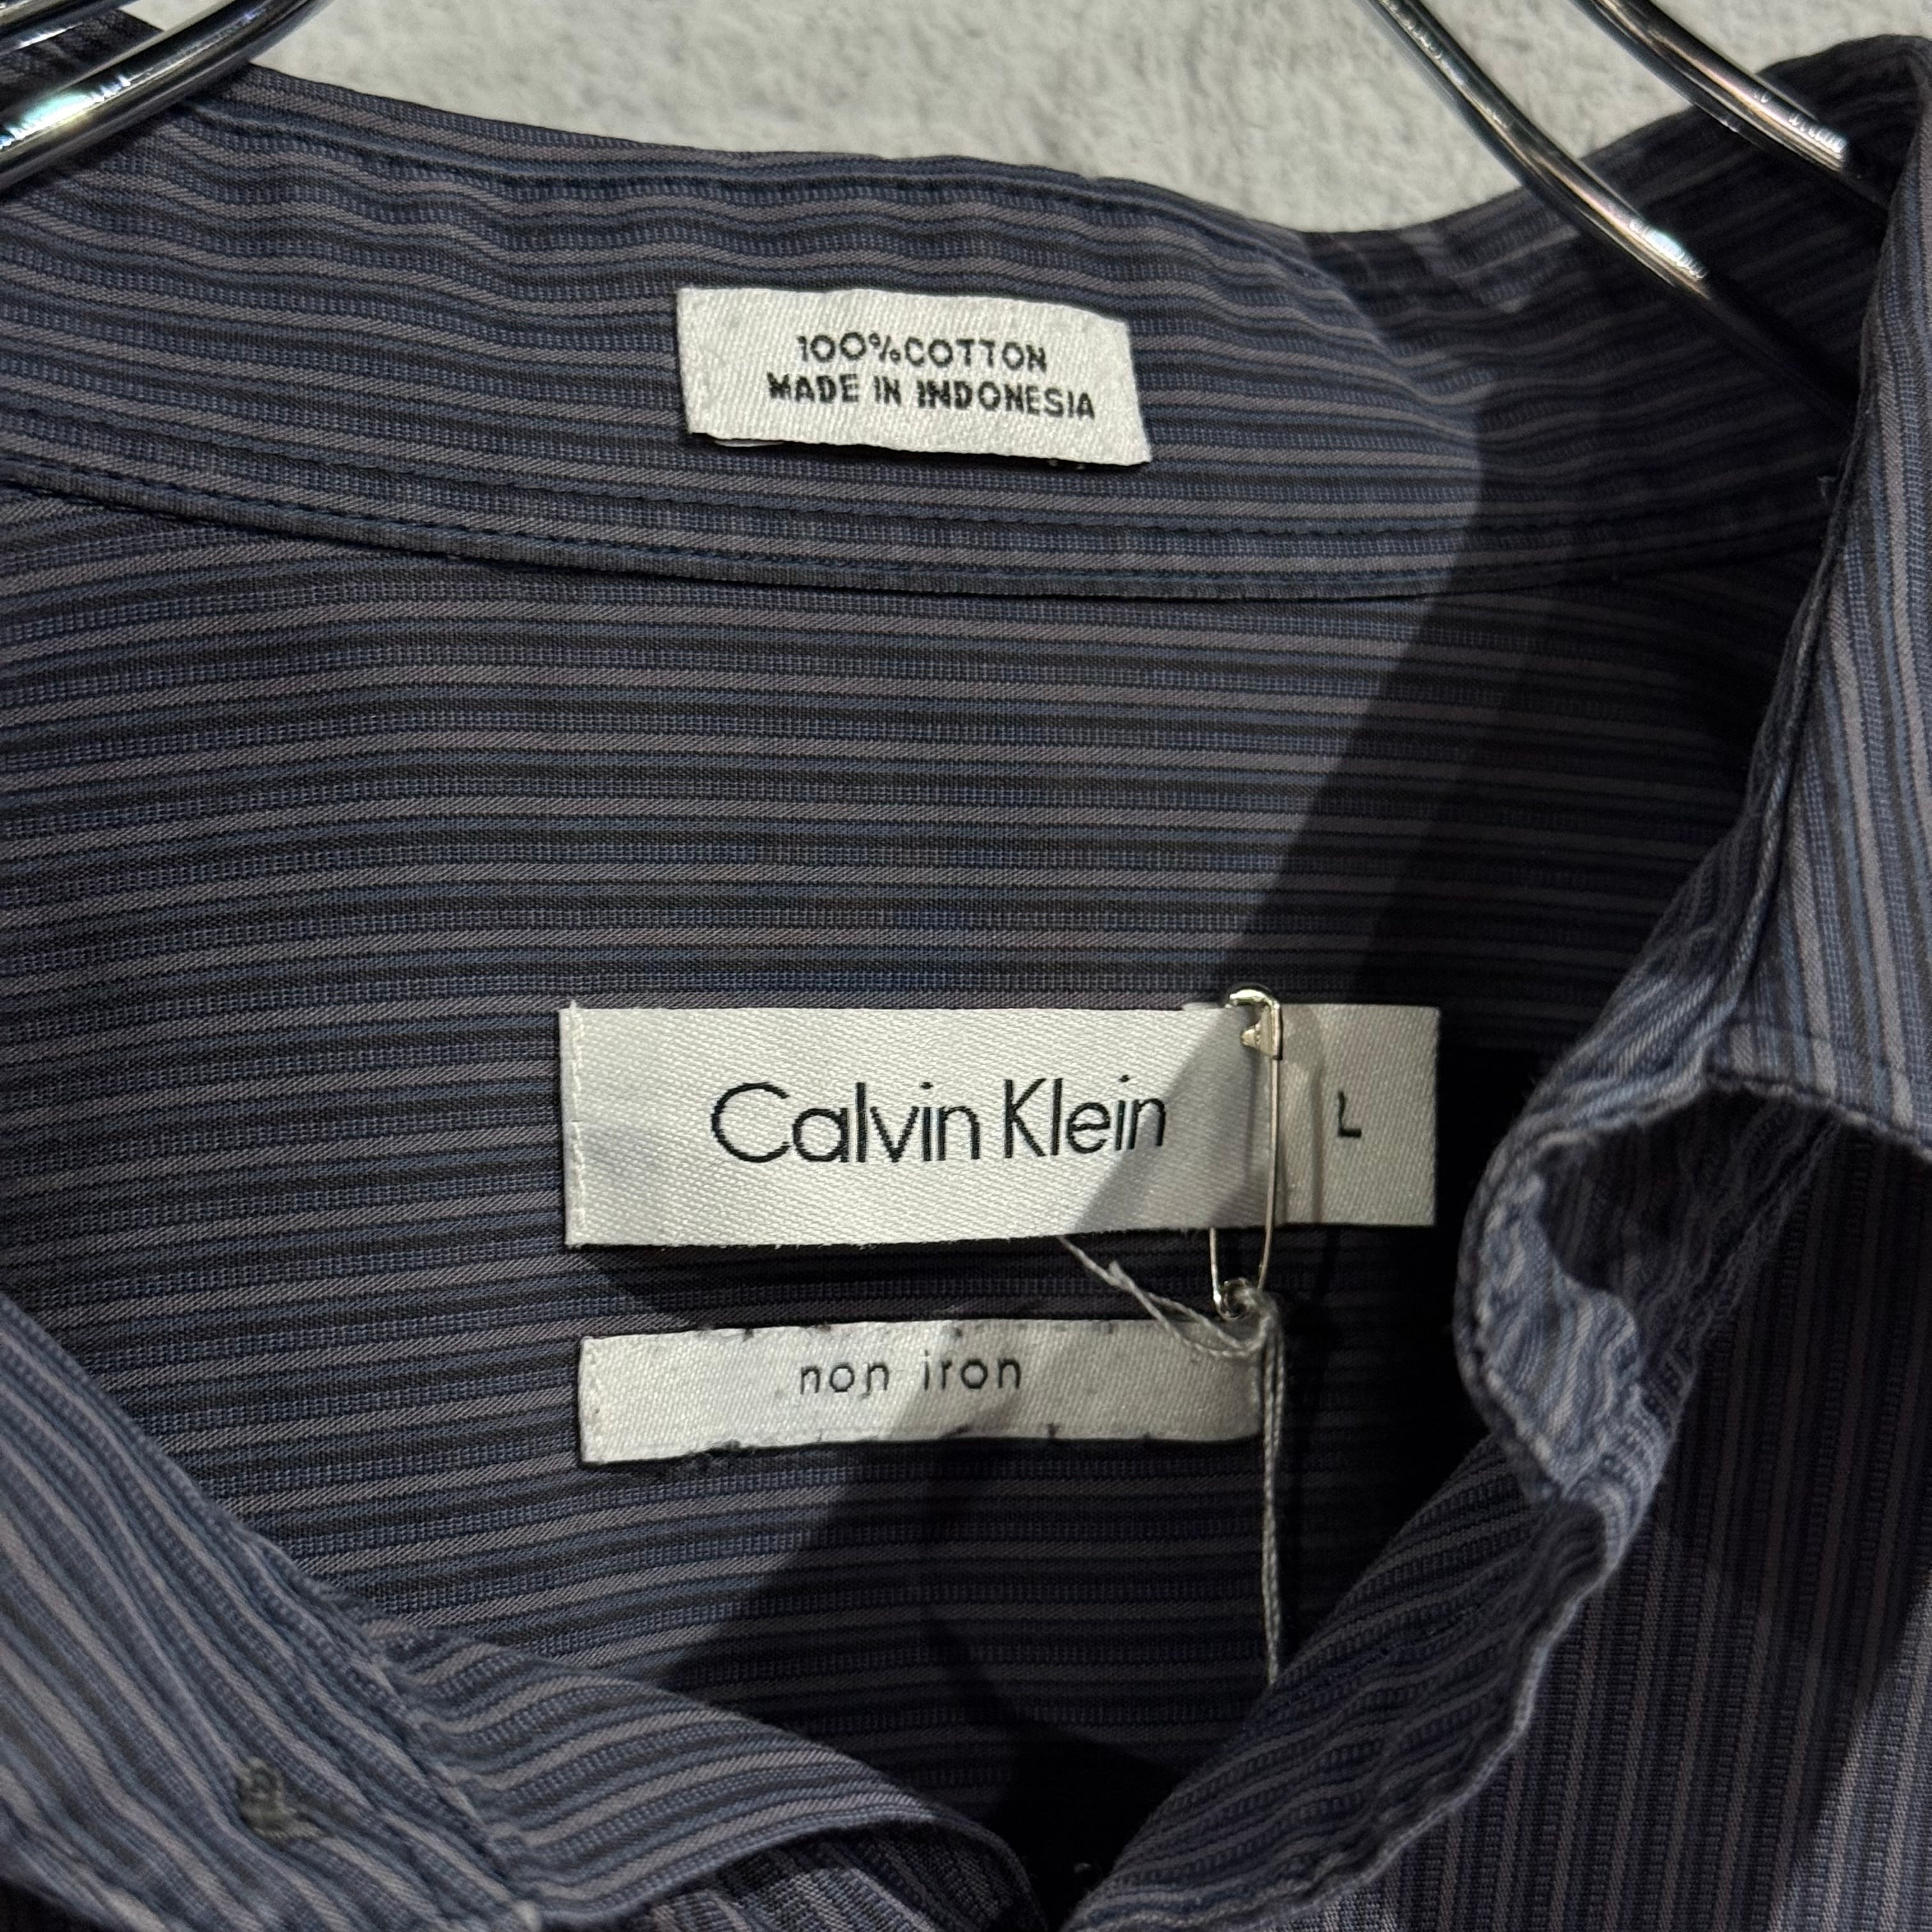 100%COTTON
MADE IN INDONESIA
Calvin Klein
L
non iron